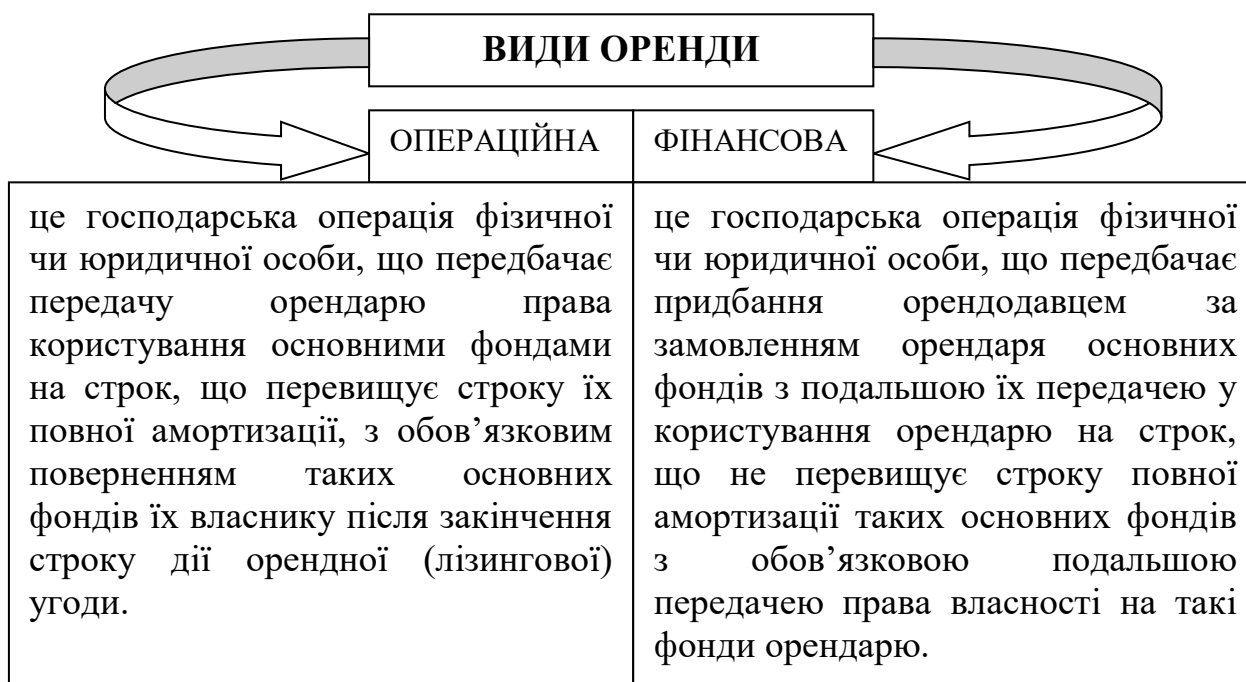 ВИДИ ОРЕНДИ
ОПЕРАЦІЙНА
ФІНАНСОВА
це господарська операція фізичної
чи юридичної особи, що передбачає
передачу орендарю права
користування основними фондами
на строк, що перевищує строку їх
повної амортизації, з обов’язковим
поверненням таких основних
фондів їх власнику після закінчення
строку дії орендної (лізингової)
угоди.
це господарська операція фізичної
чи юридичної особи, що передбачає
придбання орендодавцем за
замовленням орендаря основних
фондів з подальшою їх передачею у
користування орендарю на строк,
що не перевищує строку повної
амортизації таких основних фондів
з обов’язковою подальшою
передачею права власності на такі
фонди орендарю.